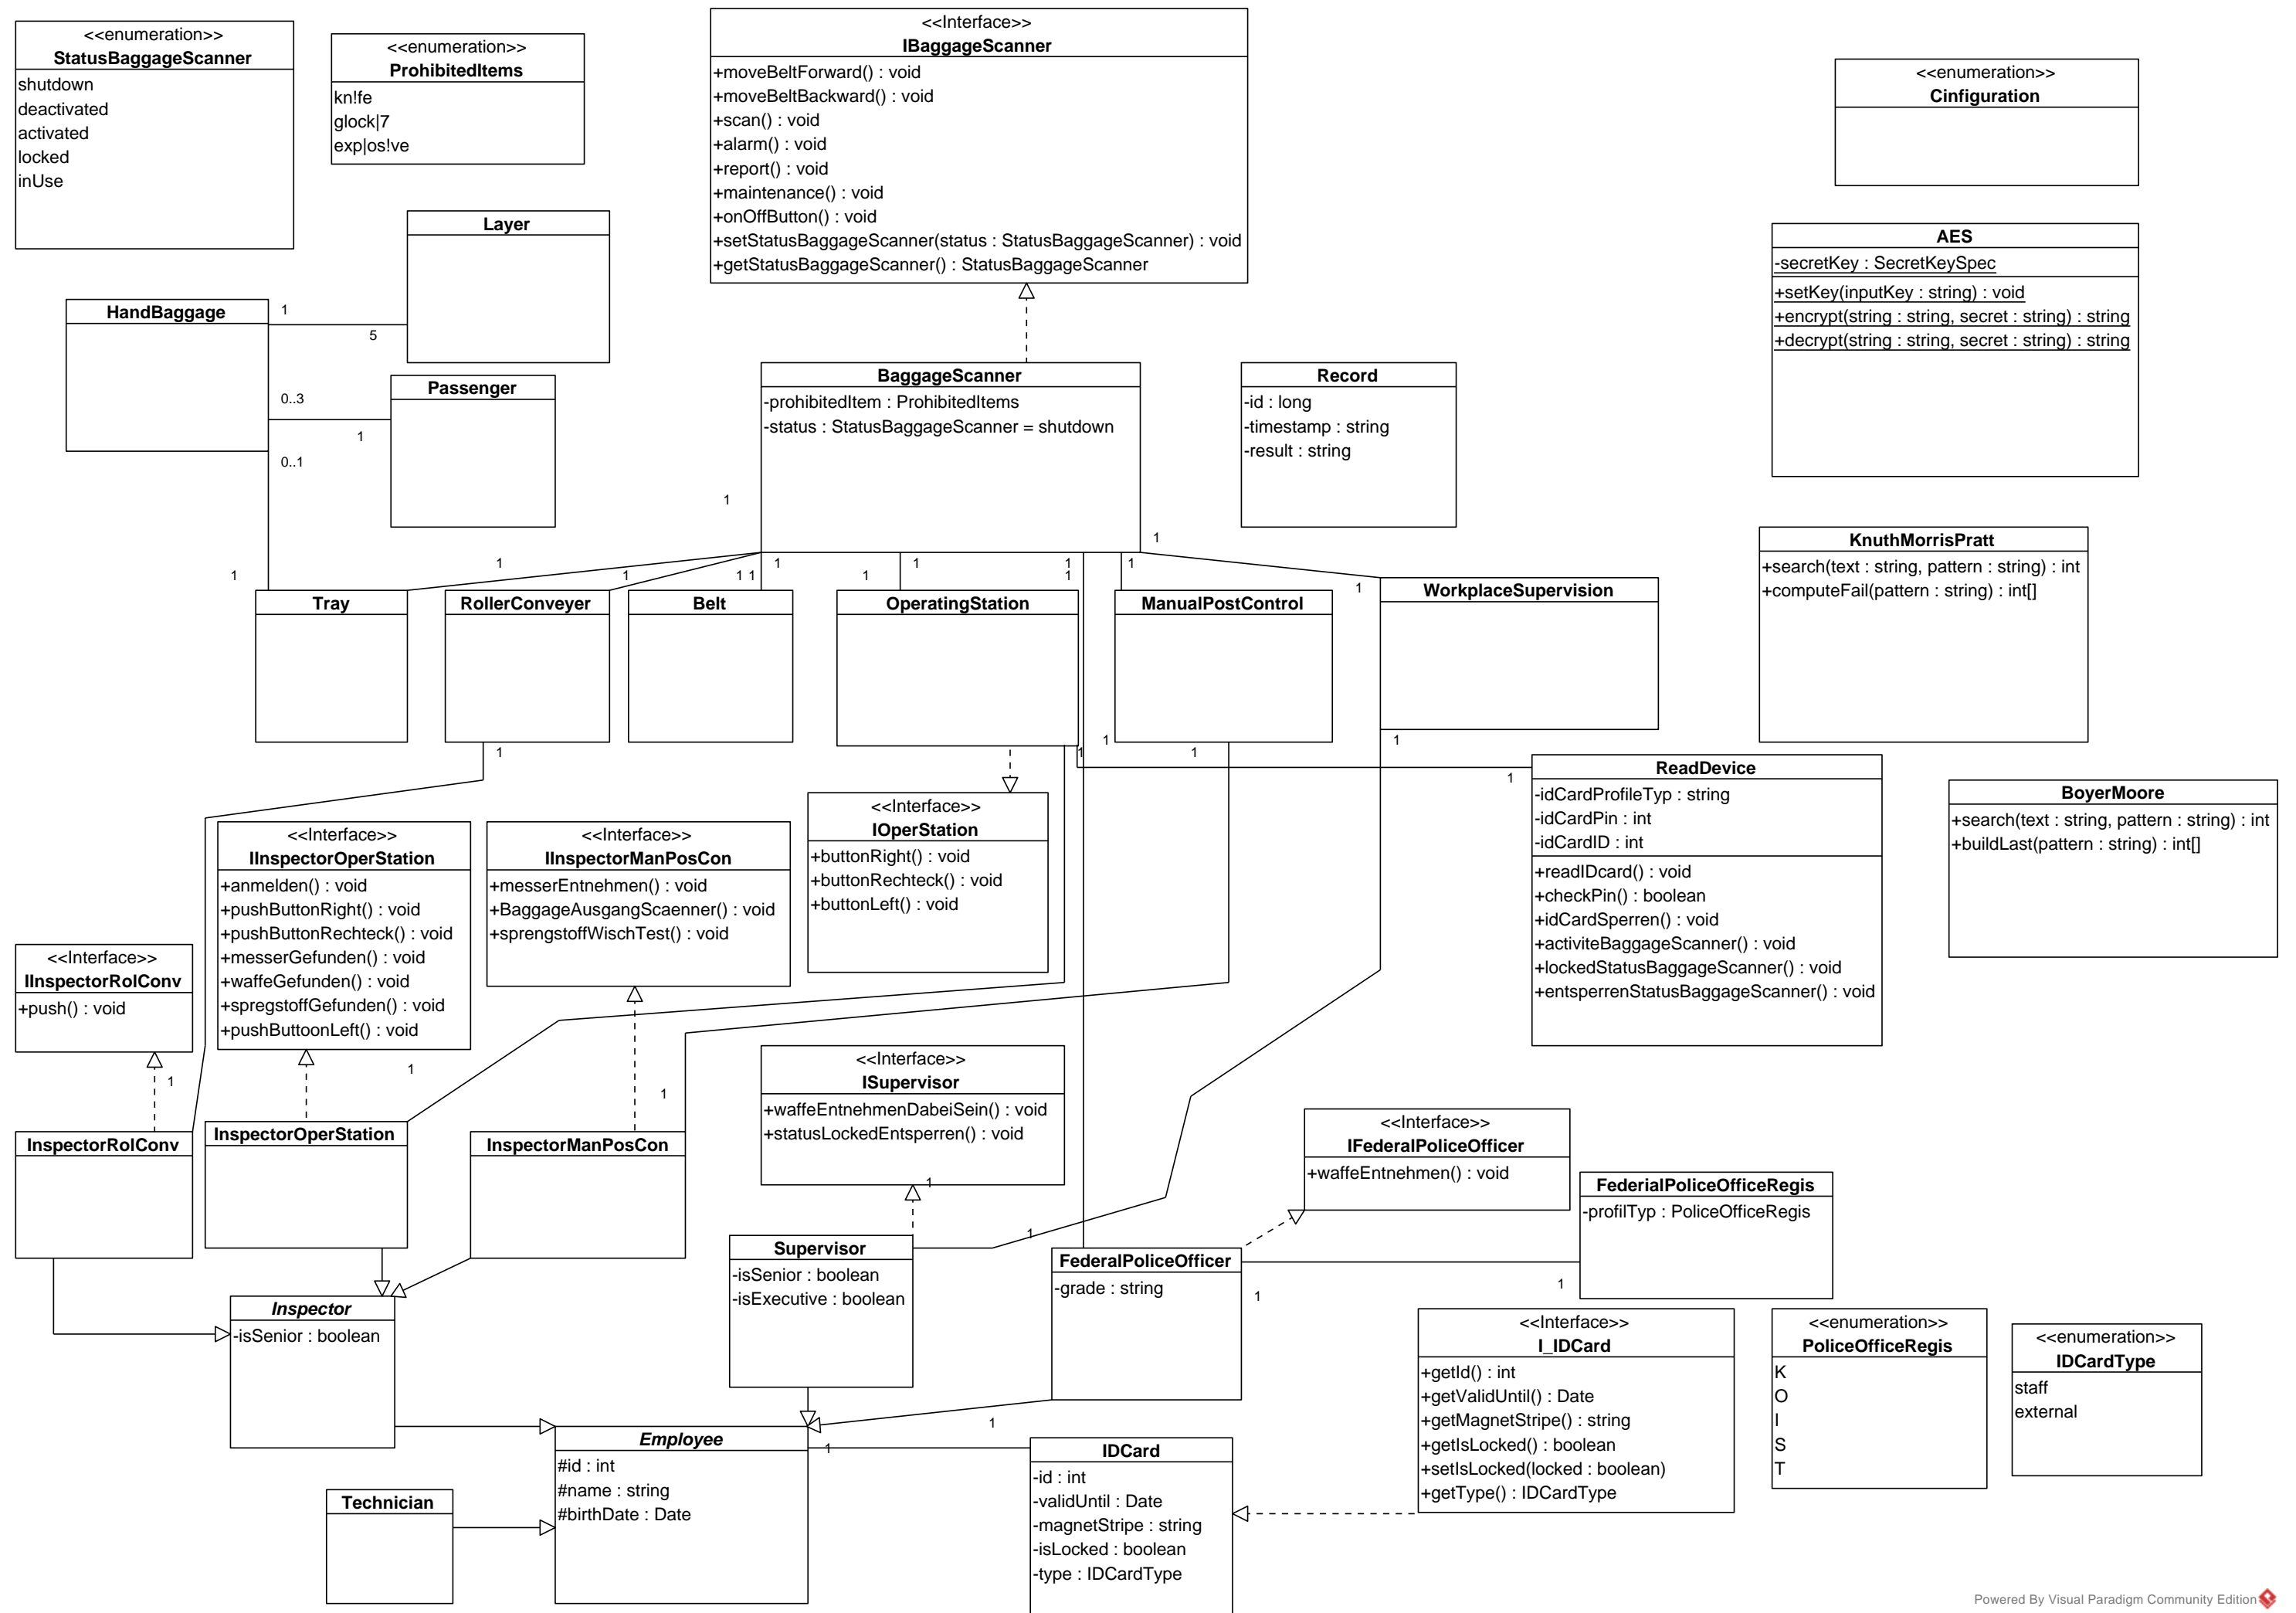 <<enumeration>>
StatusBaggageScanner
shutdown
deactivated
activated
locked
inUse
<<enumeration>>
ProhibitedItems
kn!fe
glock|7
exp|os!ve
<<Interface>>
IBaggageScanner
+moveBeltForward() : void
+moveBeltBackward() : void
+scan() : void
+alarm() : void
+report() : void
+maintenance() : void
+onOffButton() : void
+setStatusBaggageScanner(status : StatusBaggageScanner) : void
+getStatusBaggageScanner() : StatusBaggageScanner
<<enumeration>>
Cinfiguration
Layer
AES
-secretKey : SecretKeySpec
+setKey(inputKey : string) : void
+encrypt(string : string, secret : string) : string
+decrypt(string : string, secret : string) : string
HandBaggage
1
5
0..3
1
0..1
1
Passenger
BaggageScanner
-prohibitedItem : ProhibitedItems
-status : StatusBaggageScanner = shutdown
Record
-id : long
-timestamp : string
-result : string
1
1
1
1
1 1
1
1
1
1
1
1
1
KnuthMorrisPratt
+search(text : string, pattern : string) : int
+computeFail(pattern : string) : int[]
Tray
RollerConveyer
Belt
OperatingStation
ManualPostControl
WorkplaceSupervision
1
1
1
1
1
1
ReadDevice
-idCardProfileTyp : string
-idCardPin : int
-idCardID : int
+readIDcard() : void
+checkPin() : boolean
+idCardSperren() : void
+activiteBaggageScanner() : void
+lockedStatusBaggageScanner() : void
+entsperrenStatusBaggageScanner() : void
BoyerMoore
+search(text : string, pattern : string) : int
+buildLast(pattern : string) : int[]
<<Interface>>
IOperStation
+buttonRight() : void
+buttonRechteck() : void
+buttonLeft() : void
<<Interface>>
IInspectorOperStation
+anmelden() : void
+pushButtonRight() : void
+pushButtonRechteck() : void
+messerGefunden() : void
+waffeGefunden() : void
+spregstoffGefunden() : void
+pushButtoonLeft() : void
<<Interface>>
IInspectorManPosCon
+messerEntnehmen() : void
+BaggageAusgangScaenner() : void
+sprengstoffWischTest() : void
<<Interface>>
IInspectorRolConv
+push() : void
1
1
1
<<Interface>>
ISupervisor
+waffeEntnehmenDabeiSein() : void
+statusLockedEntsperren() : void
1
<<Interface>>
IFederalPoliceOfficer
+waffeEntnehmen() : void
InspectorRolConv
InspectorOperStation
InspectorManPosCon
FederialPoliceOfficeRegis
-profilTyp : PoliceOfficeRegis
Supervisor
-isSenior : boolean
-isExecutive : boolean
1
FederalPoliceOfficer
-grade : string
1
1
Inspector
-isSenior : boolean
<<Interface>>
I_IDCard
+getId() : int
+getValidUntil() : Date
+getMagnetStripe() : string
+getIsLocked() : boolean
+setIsLocked(locked : boolean)
+getType() : IDCardType
<<enumeration>>
PoliceOfficeRegis
K
O
I
S
T
<<enumeration>>
IDCardType
staff
external
Employee
#id : int
#name : string
#birthDate : Date
1
1
IDCard
-id : int
-validUntil : Date
-magnetStripe : string
-isLocked : boolean
-type : IDCardType
Technician
Powered By Visual Paradigm Community Edition